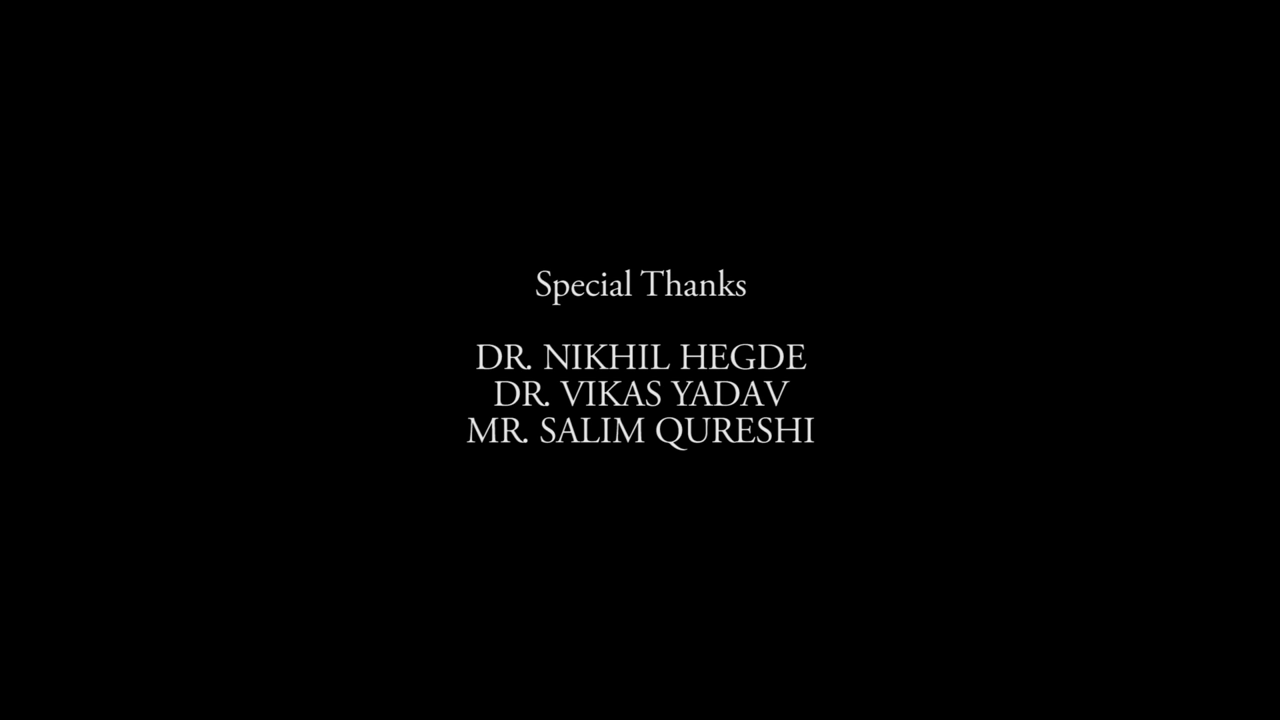 Special Thanks
DR. NIKHIL HEGDE
DR. VIKAS YADAV
MR. SALIM QURESHI